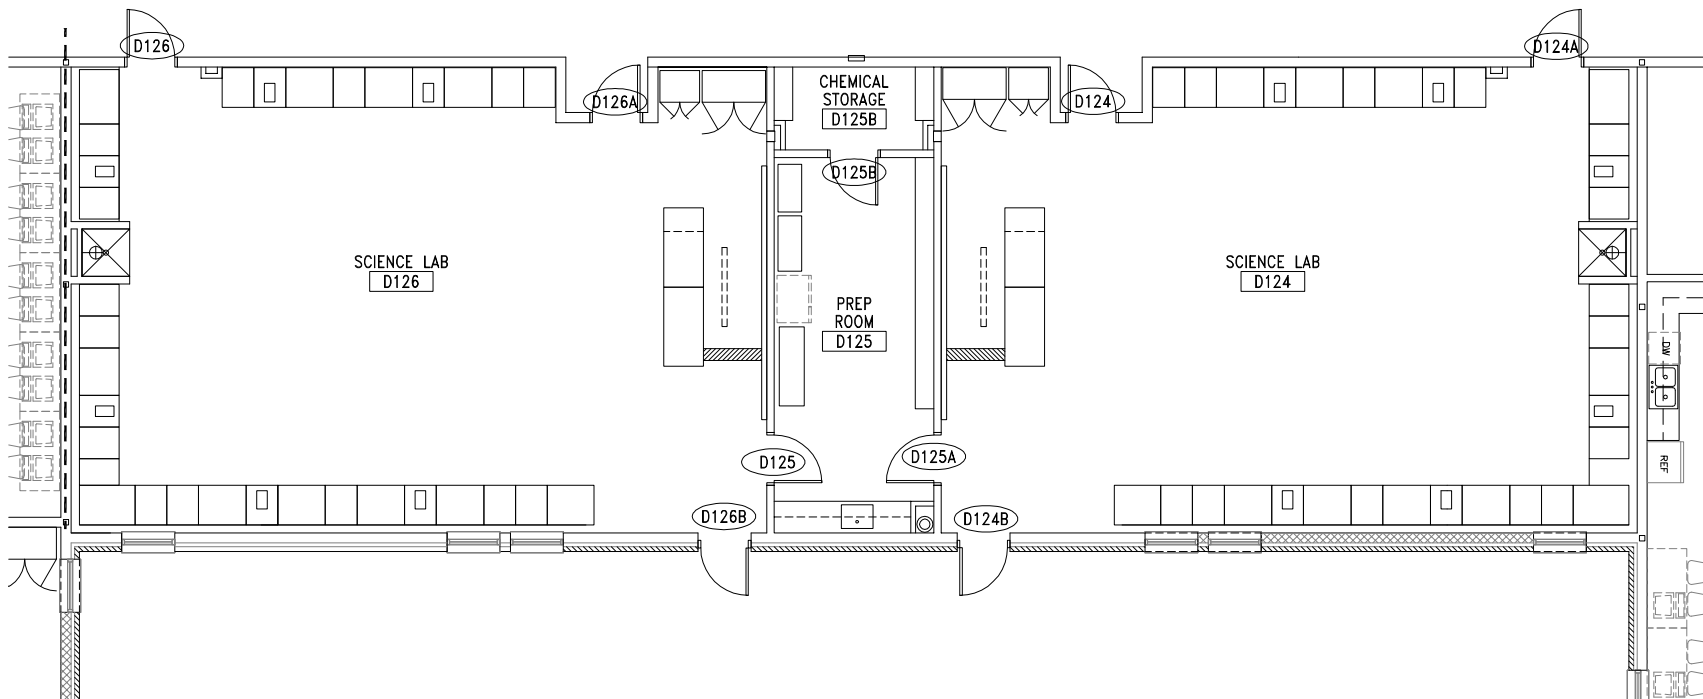 D126
D124A
D126A
CHEMICAL
STORAGE
D125B
D124
D125B
SCIENCE LAB
D126
SCIENCE LAB
D124
PREP
ROOM
D125
DW
D125
D125A
REF
D126B
D124B